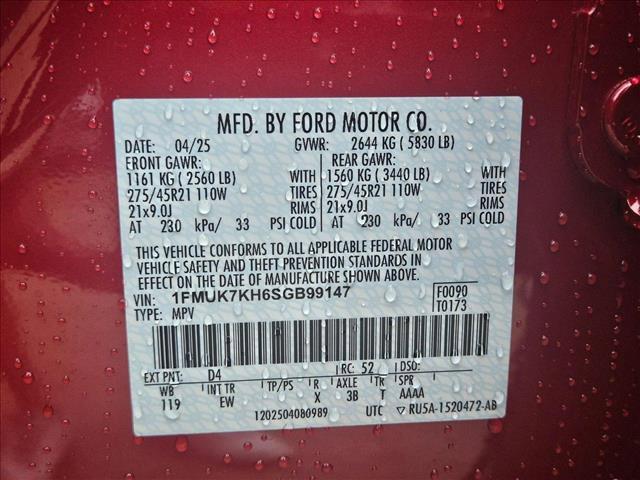 MFD. BY FORD MOTOR CO.
DATE: 04/25 GVWR: 2644 KG ( 5830 LB)
FRONT GAWR: REAR GAWR:
1161 KG ( 2560 LB) WITH 1560 KG ( 3440 LB) WITH
275/45R21 110W TIRES 275/45R21 110W TIRES
21x9.0J RIMS 21x9.0J RIMS
AT 230 kPa/ 33 PSI COLD AT 230 kPa/ 33 PSI COLD
THIS VEHICLE CONFORMS TO ALL APPLICABLE FEDERAL MOTOR
VEHICLE SAFETY AND THEFT PREVENTION STANDARDS IN
EFFECT ON THE DATE OF MANUFACTURE SHOWN ABOVE.
VIN: 1FMUK7KH6SGB99147 F0090
TYPE: MPV T0173
EXT PNT: D4 RC: 52 DSO:
WB INT TR TP/PS R AXLE TR SPR
119 EW X 3B T AAAA
1202504080989 UTC ▽ RU5A-1520472-AB